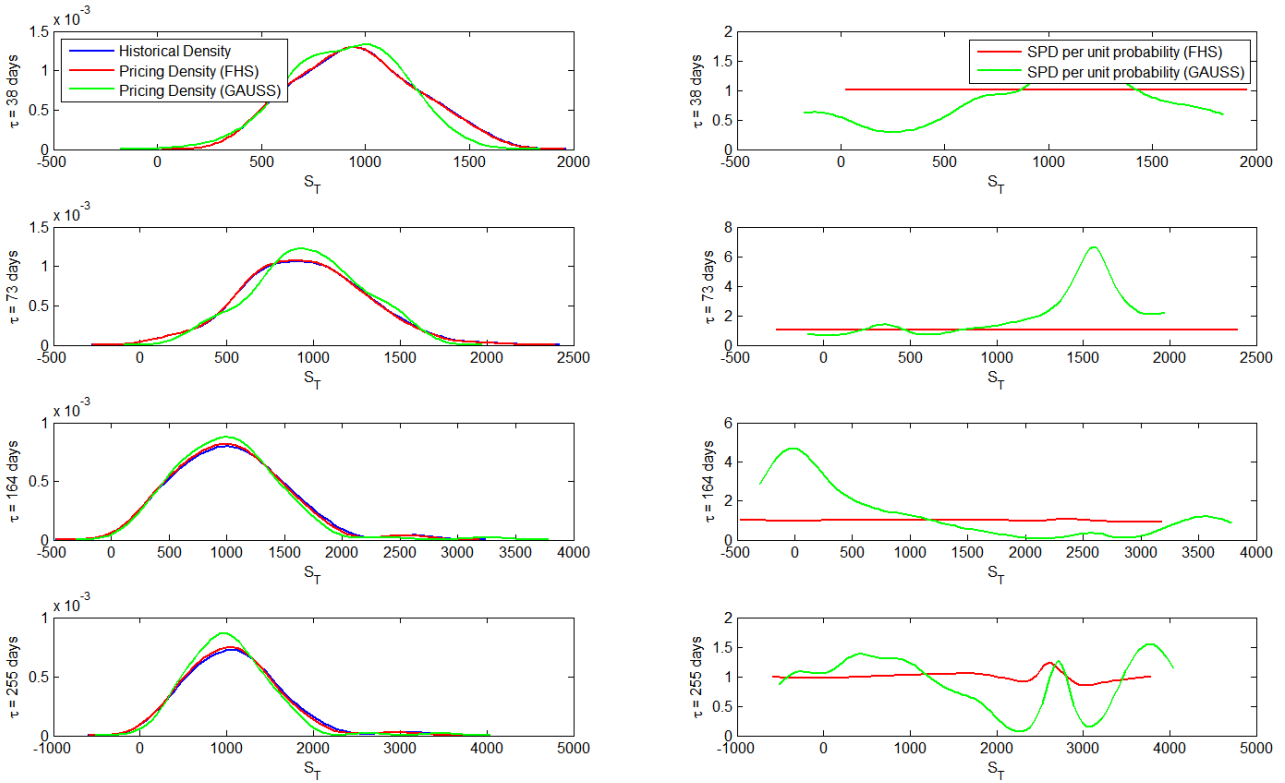 x 10^-3
1.5
1
0.5
0
-500 0 500 1000 1500 2000
S_T
τ = 38 days
Historical Density
Pricing Density (FHS)
Pricing Density (GAUSS)
2
1.5
1
0.5
0
-500 0 500 1000 1500 2000
S_T
τ = 38 days
SPD per unit probability (FHS)
SPD per unit probability (GAUSS)
x 10^-3
1.5
1
0.5
0
-500 0 500 1000 1500 2000 2500
S_T
τ = 73 days
8
6
4
2
0
-500 0 500 1000 1500 2000 2500
S_T
τ = 73 days
x 10^-3
1
0.5
0
-500 0 500 1000 1500 2000 2500 3000 3500 4000
S_T
τ = 164 days
6
4
2
0
-500 0 500 1000 1500 2000 2500 3000 3500 4000
S_T
τ = 164 days
x 10^-3
1
0.5
0
-1000 0 1000 2000 3000 4000 5000
S_T
τ = 255 days
2
1.5
1
0.5
0
-1000 0 1000 2000 3000 4000 5000
S_T
τ = 255 days